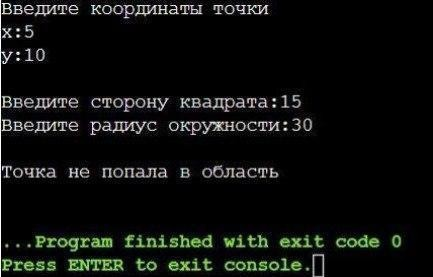 Введите координаты точки
x:5
y:10
Введите сторону квадрата:15
Введите радиус окружности:30
Точка не попала в область
...Program finished with exit code 0
Press ENTER to exit console.